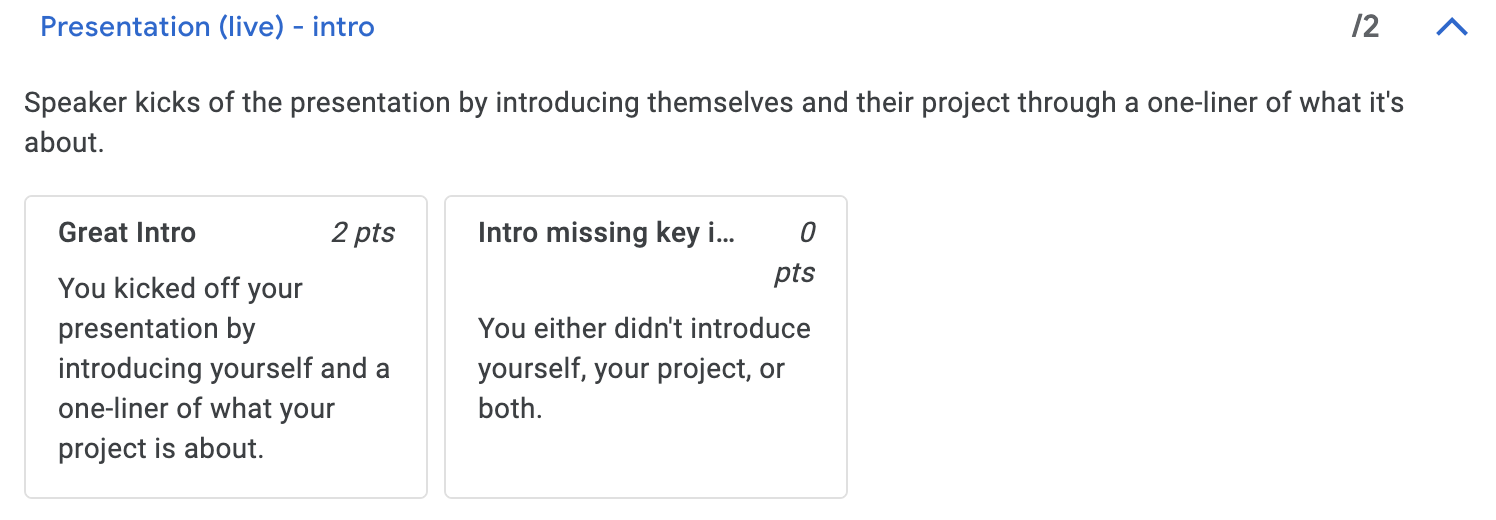 Presentation (live) - intro
/2
Speaker kicks of the presentation by introducing themselves and their project through a one-liner of what it's
about.
Great Intro 2 pts
You kicked off your
presentation by
introducing yourself and a
one-liner of what your
project is about.
Intro missing key i... 0
pts
You either didn't introduce
yourself, your project, or
both.